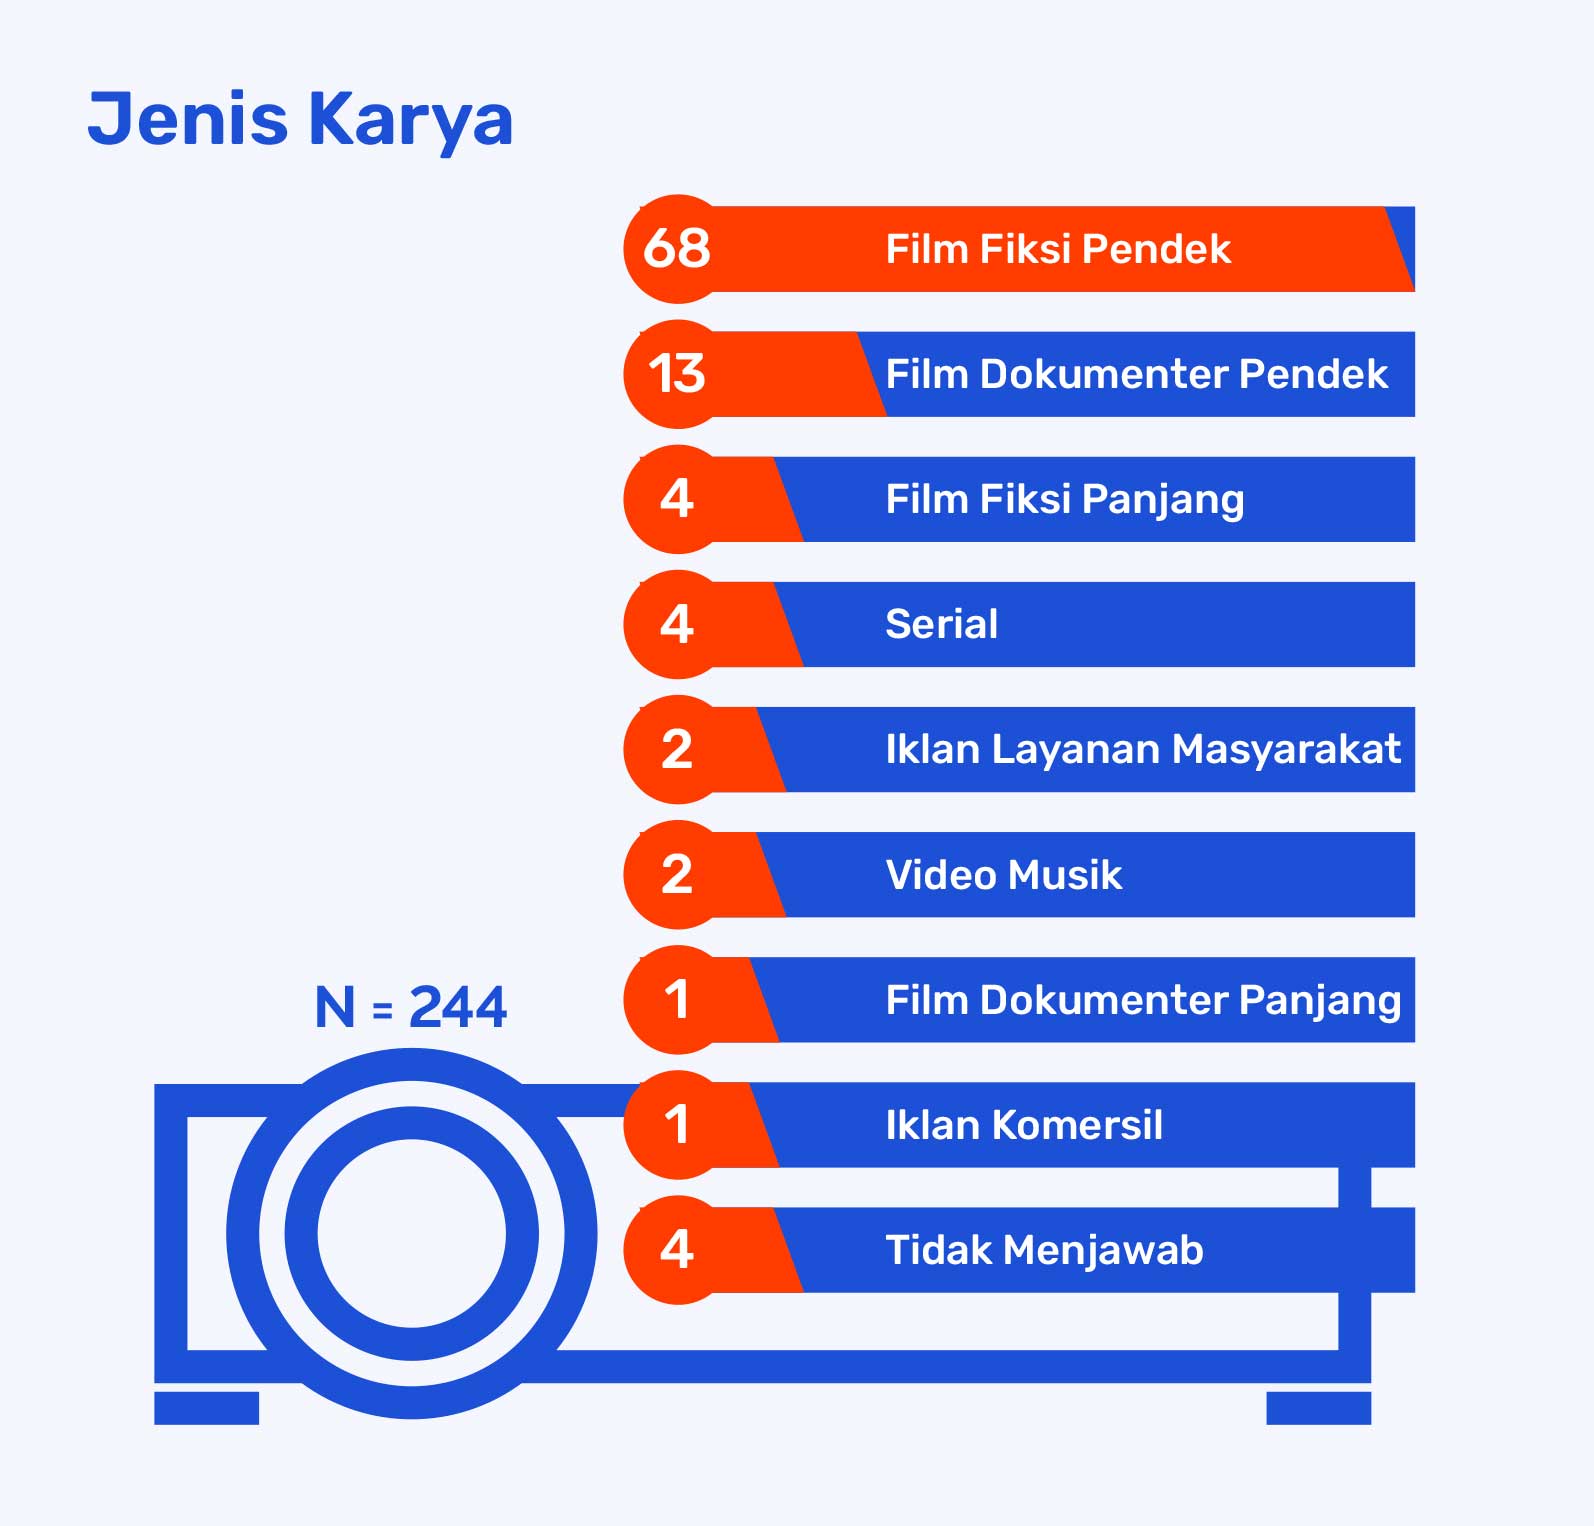 Jenis Karya
68 Film Fiksi Pendek
13 Film Dokumenter Pendek
4 Film Fiksi Panjang
4 Serial
2 Iklan Layanan Masyarakat
2 Video Musik
1 Film Dokumenter Panjang
1 Iklan Komersil
4 Tidak Menjawab
N = 244